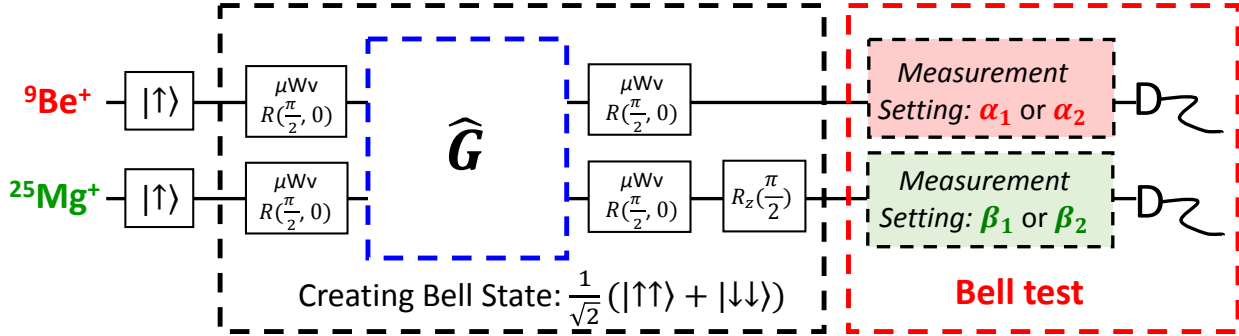 ⁹Be⁺
|↑⟩
μWv
R(π/2, 0)
Ĝ
μWv
R(π/2, 0)
Measurement
Setting: α₁ or α₂
²⁵Mg⁺
|↑⟩
μWv
R(π/2, 0)
μWv
R(π/2, 0)
R_z(π/2)
Measurement
Setting: β₁ or β₂
Creating Bell State: 1/√2 (|↑↑⟩ + |↓↓⟩)
Bell test